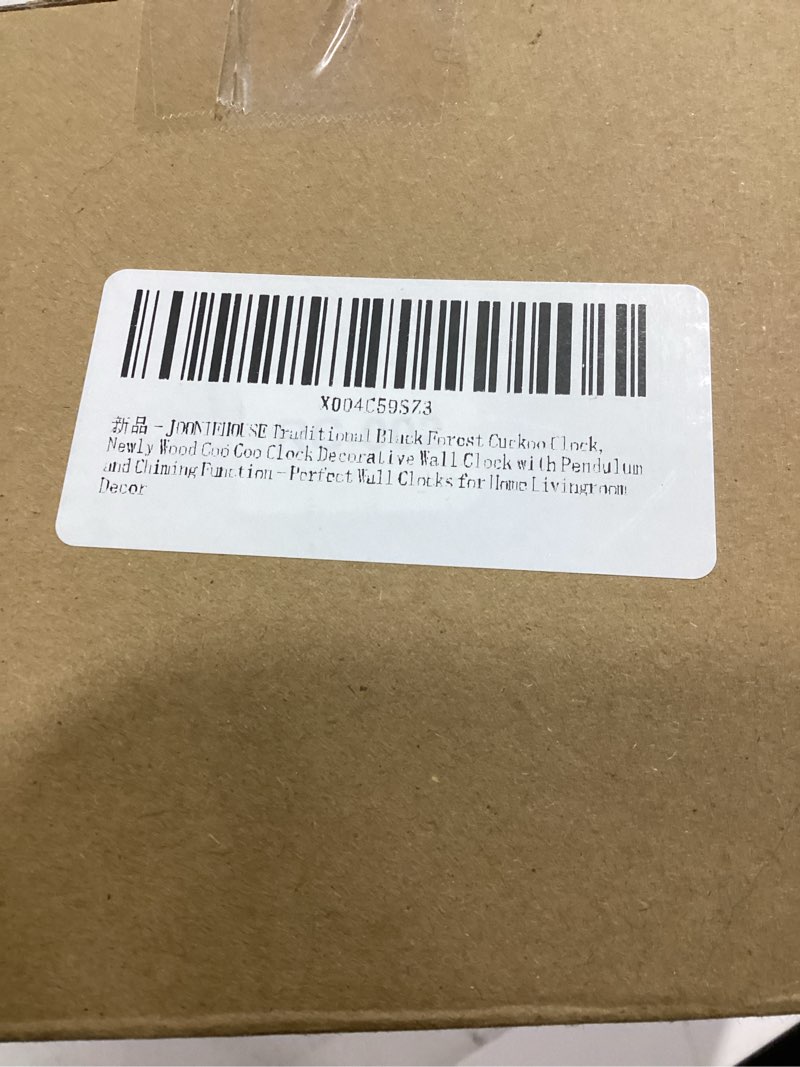 X004C59SZ3
新品 - JOONIEHOUSE Traditional Black Forest Cuckoo Clock,
Newly Wood Coo Coo Clock Decorative Wall Clock with Pendulum
and Chiming Function - Perfect Wall Clocks for Home Livingroom
Decor